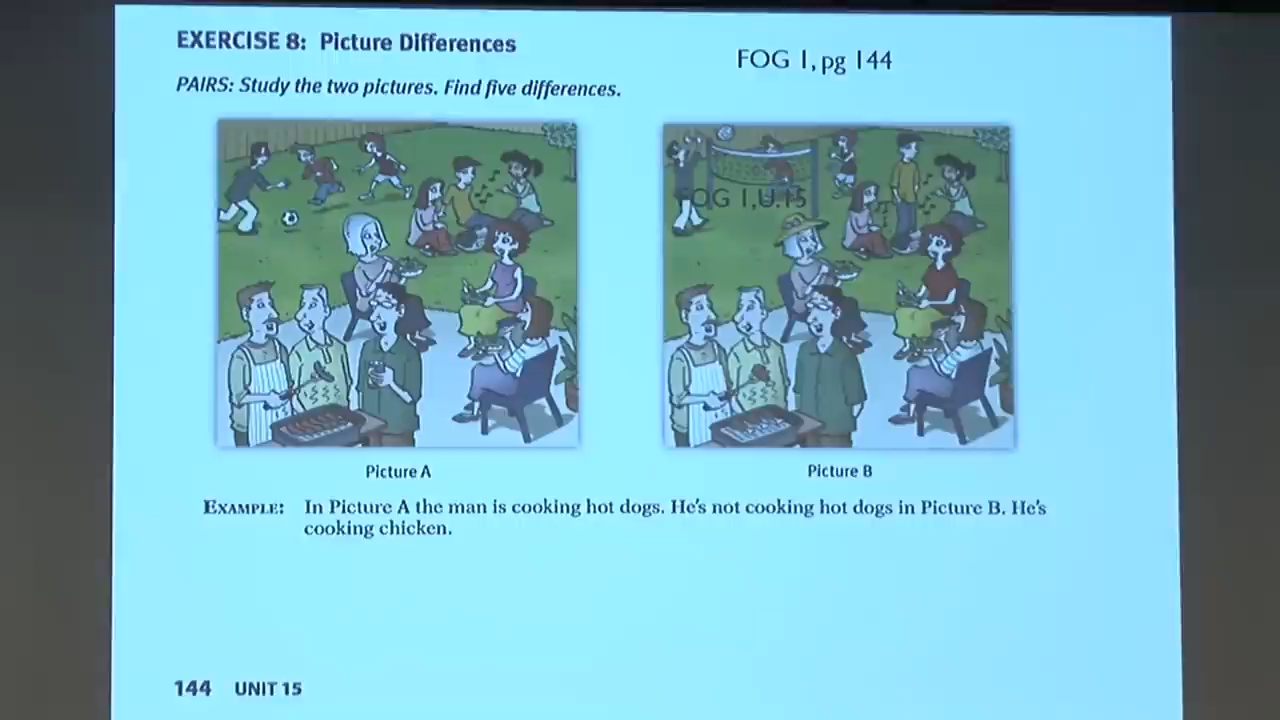 EXERCISE 8: Picture Differences
FOG 1, pg 144
PAIRS: Study the two pictures. Find five differences.
FOG 1,U.15
Picture A
Picture B
EXAMPLE: In Picture A the man is cooking hot dogs. He's not cooking hot dogs in Picture B. He's
cooking chicken.
144 UNIT 15